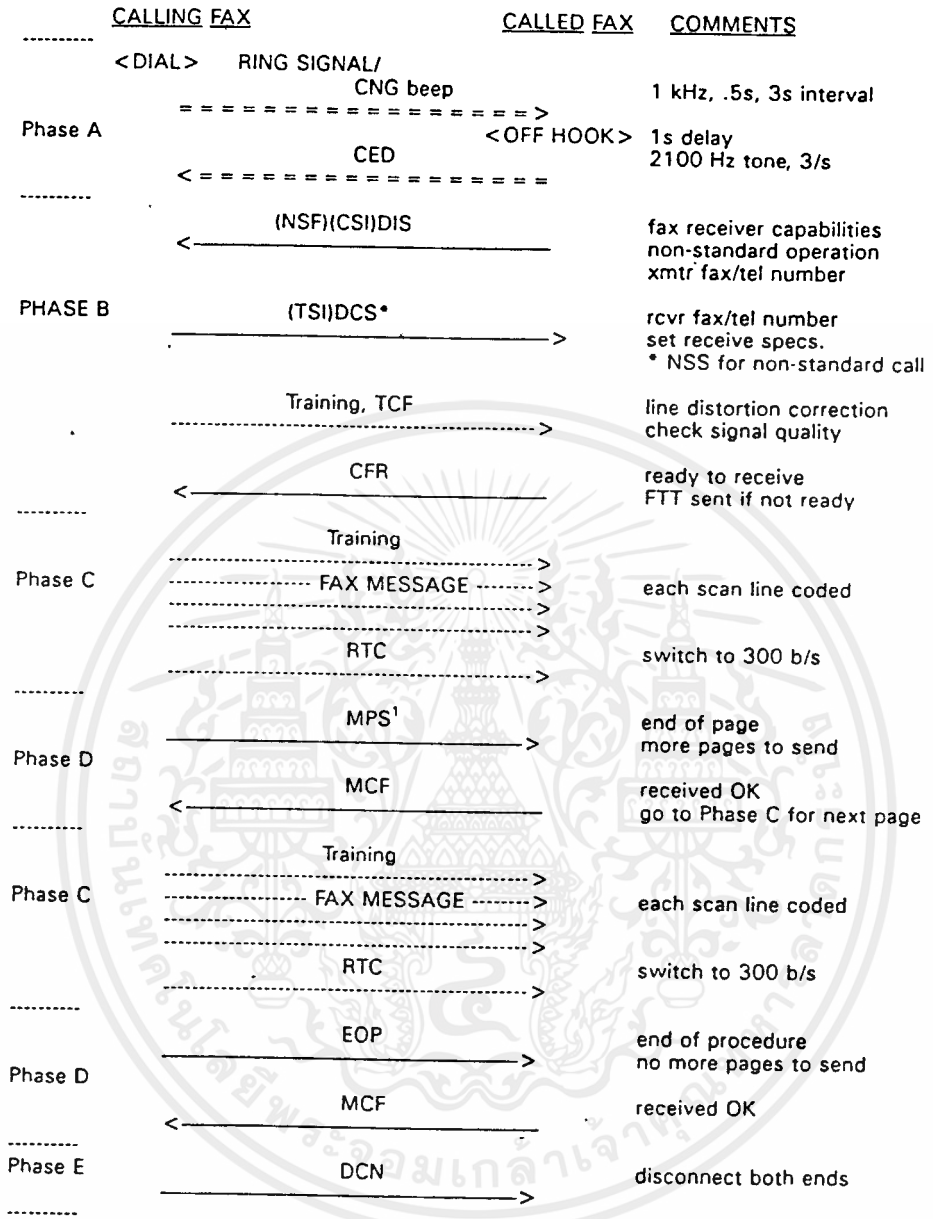 CALLING FAX CALLED FAX COMMENTS
<DIAL> RING SIGNAL/
CNG beep 1 kHz, .5s, 3s interval
Phase A <OFF HOOK> 1s delay
CED 2100 Hz tone, 3/s
(NSF)(CSI)DIS fax receiver capabilities
non-standard operation
xmtr fax/tel number
PHASE B (TSI)DCS* rcvr fax/tel number
set receive specs.
* NSS for non-standard call
Training, TCF line distortion correction
check signal quality
CFR ready to receive
FTT sent if not ready
Training
Phase C FAX MESSAGE each scan line coded
RTC switch to 300 b/s
MPS¹ end of page
more pages to send
Phase D
MCF received OK
go to Phase C for next page
Training
Phase C FAX MESSAGE each scan line coded
RTC switch to 300 b/s
EOP end of procedure
no more pages to send
Phase D
MCF received OK
Phase E DCN disconnect both ends